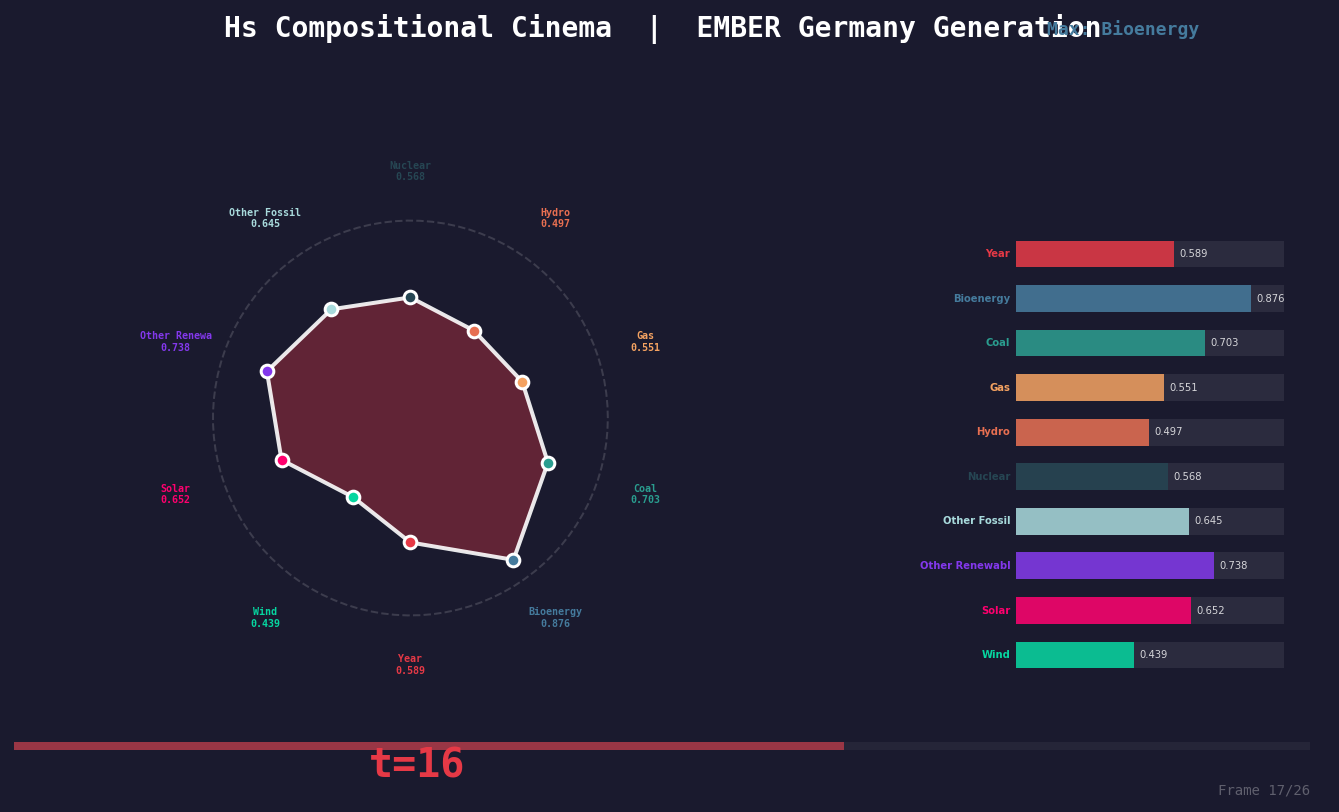 Hs Compositional Cinema | EMBER Germany Generation
Max: Bioenergy
Nuclear
0.568
Other Fossil
0.645
Hydro
0.497
Other Renewa
0.738
Gas
0.551
Solar
0.652
Coal
0.703
Wind
0.439
Bioenergy
0.876
Year
0.589
Year 0.589
Bioenergy 0.876
Coal 0.703
Gas 0.551
Hydro 0.497
Nuclear 0.568
Other Fossil 0.645
Other Renewabl 0.738
Solar 0.652
Wind 0.439
t=16
Frame 17/26